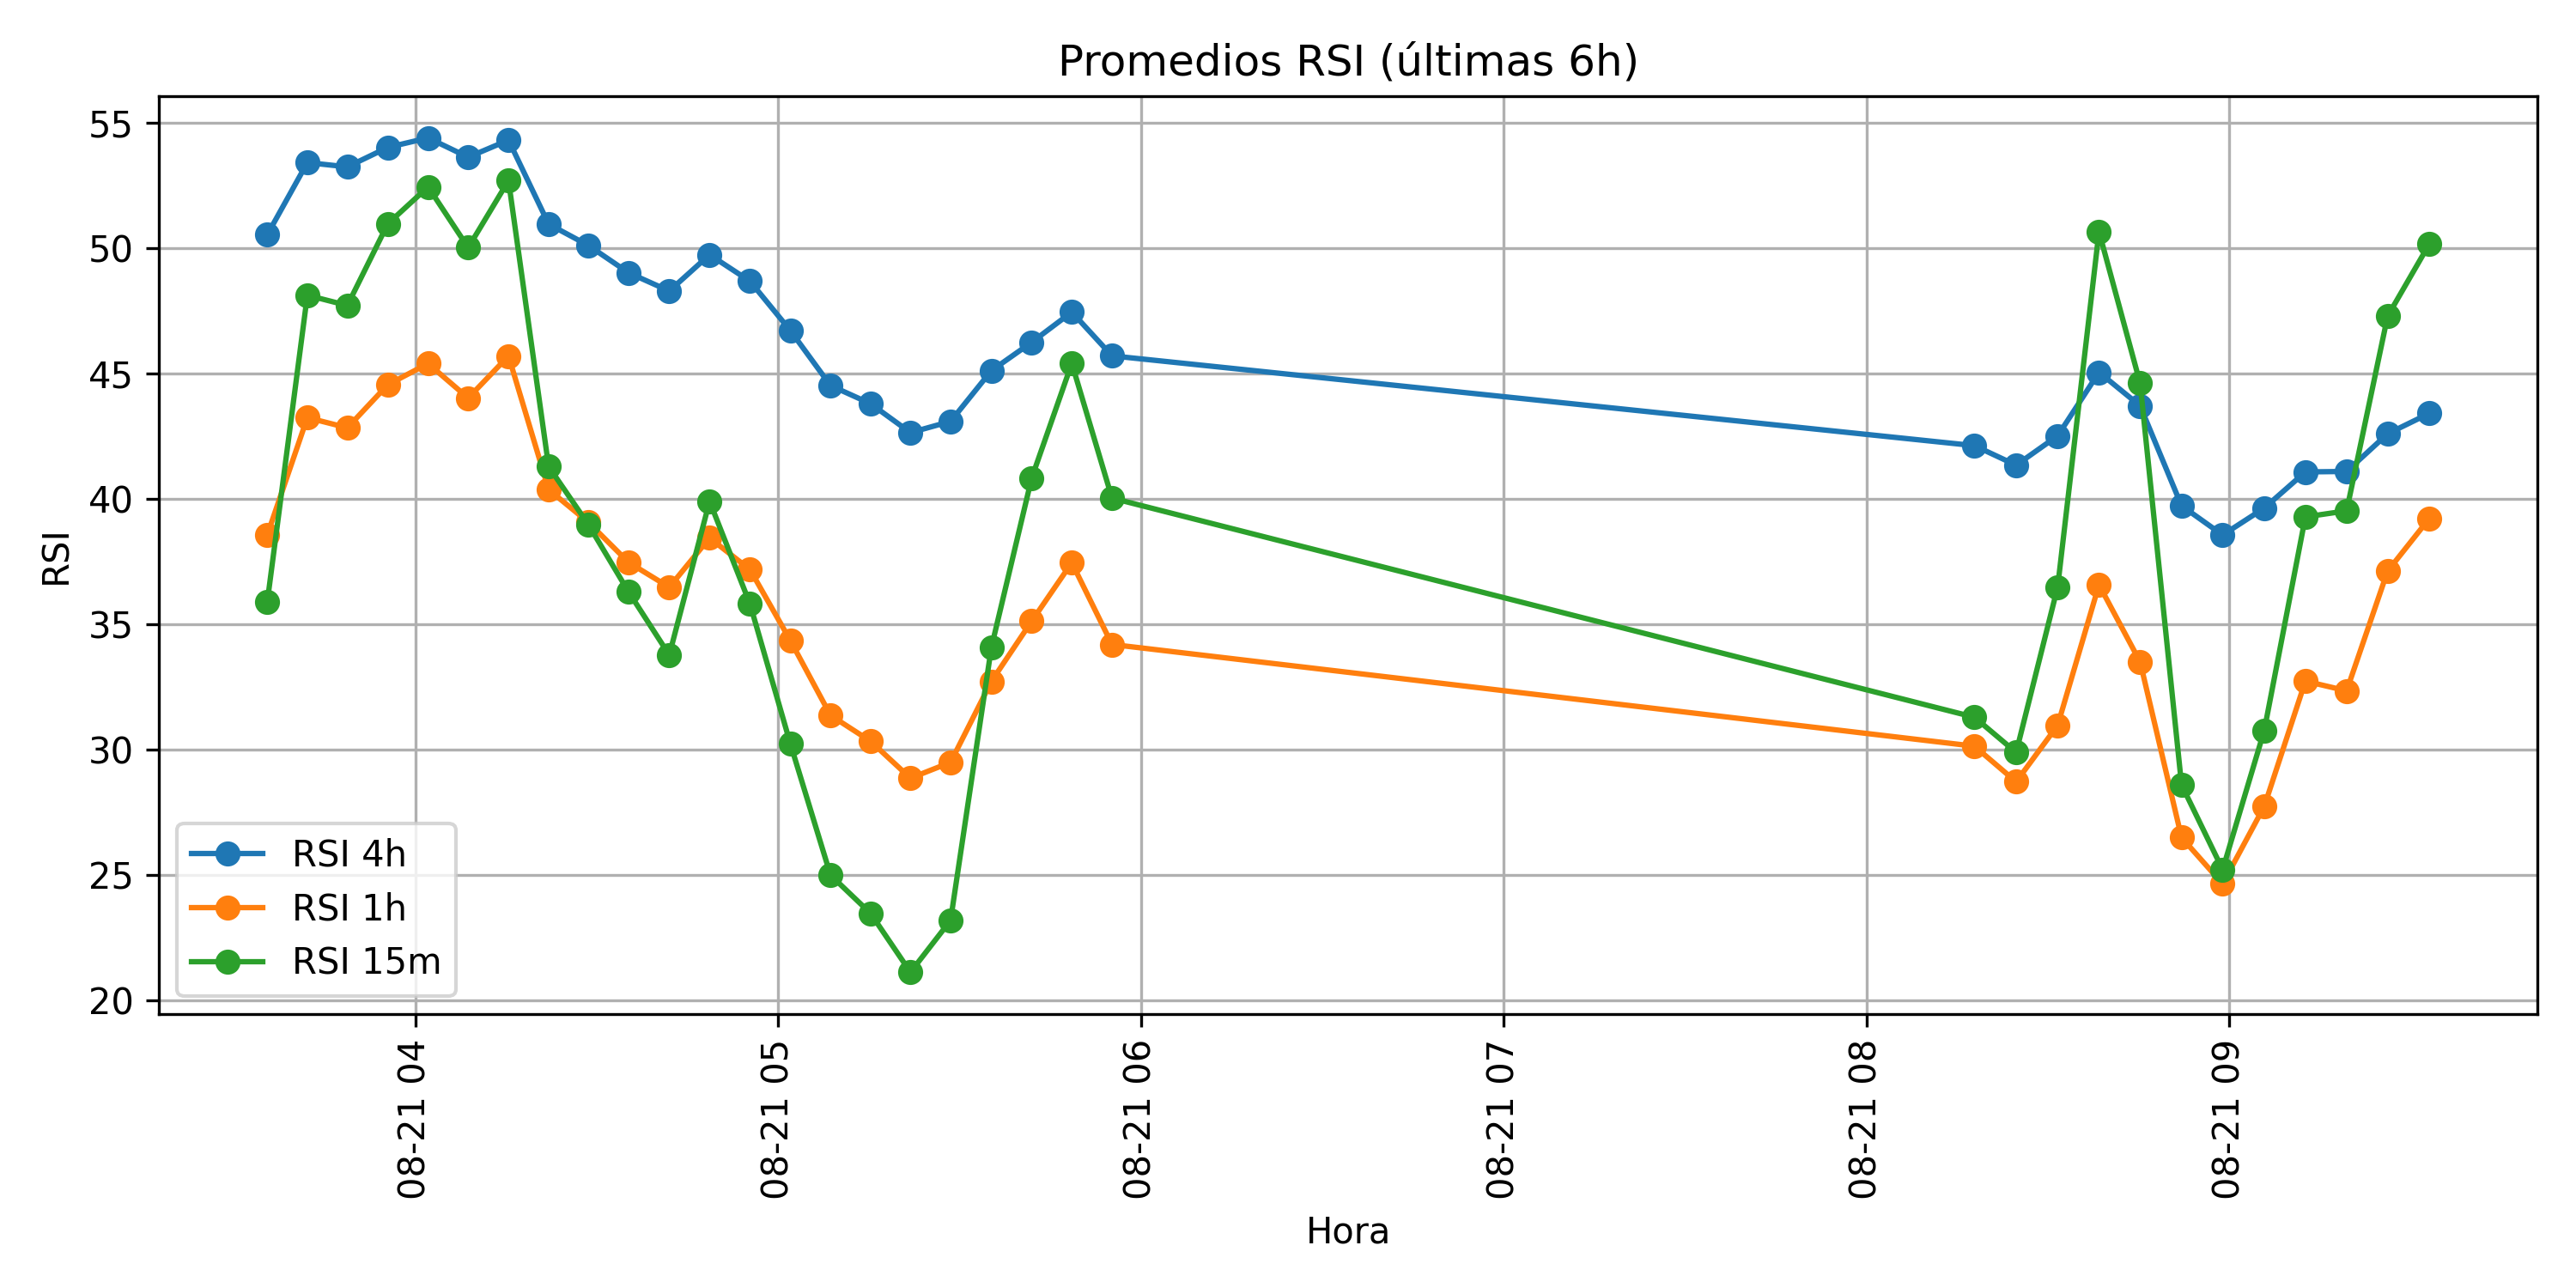 Promedios RSI (últimas 6h)
RSI
55
50
45
40
35
30
25
20
RSI 4h
RSI 1h
RSI 15m
08-21 04
08-21 05
08-21 06
08-21 07
08-21 08
08-21 09
Hora